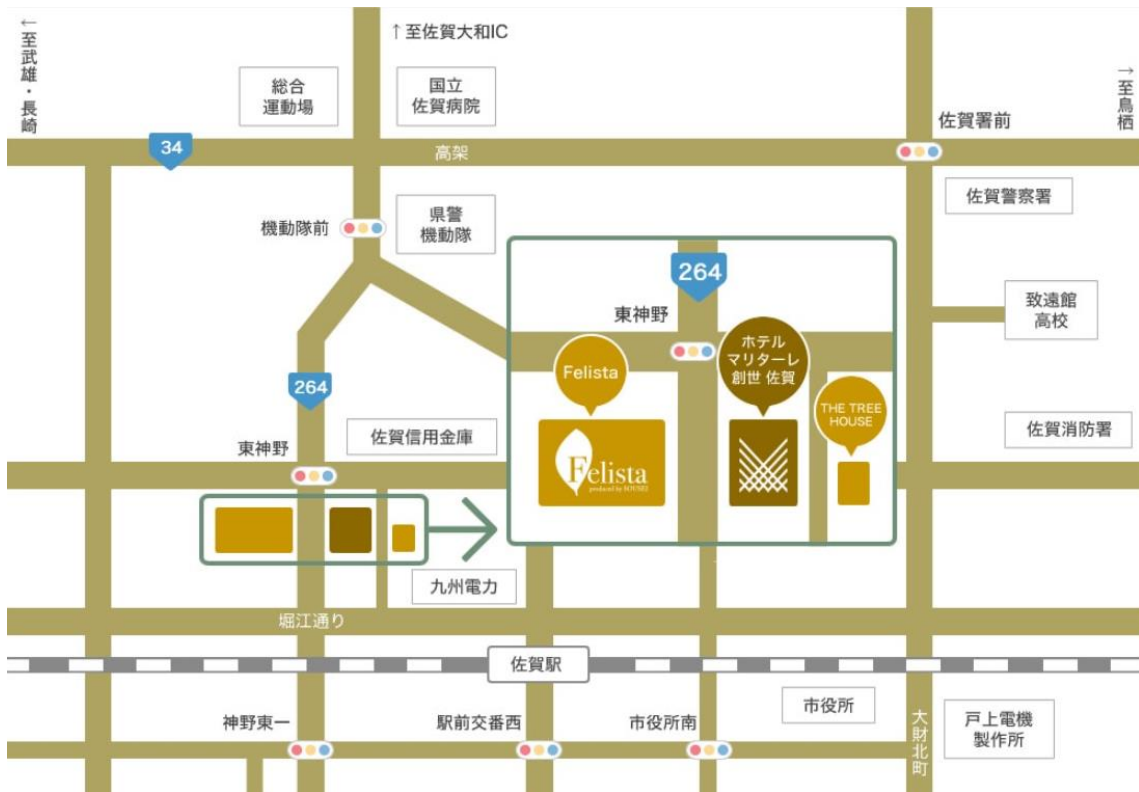 ←至武雄・長崎
↑至佐賀大和IC
総合
運動場
国立
佐賀病院
→至鳥栖
佐賀署前
34
高架
佐賀警察署
機動隊前
県警
機動隊
264
東神野
致遠館
高校
ホテル
マリターレ
創世 佐賀
Felista
THE TREE
HOUSE
Felista
produced by SOUSEI
264
佐賀信用金庫
東神野
佐賀消防署
九州電力
堀江通り
佐賀駅
市役所
神野東一
駅前交番西
市役所南
大財北町
戸上電機
製作所